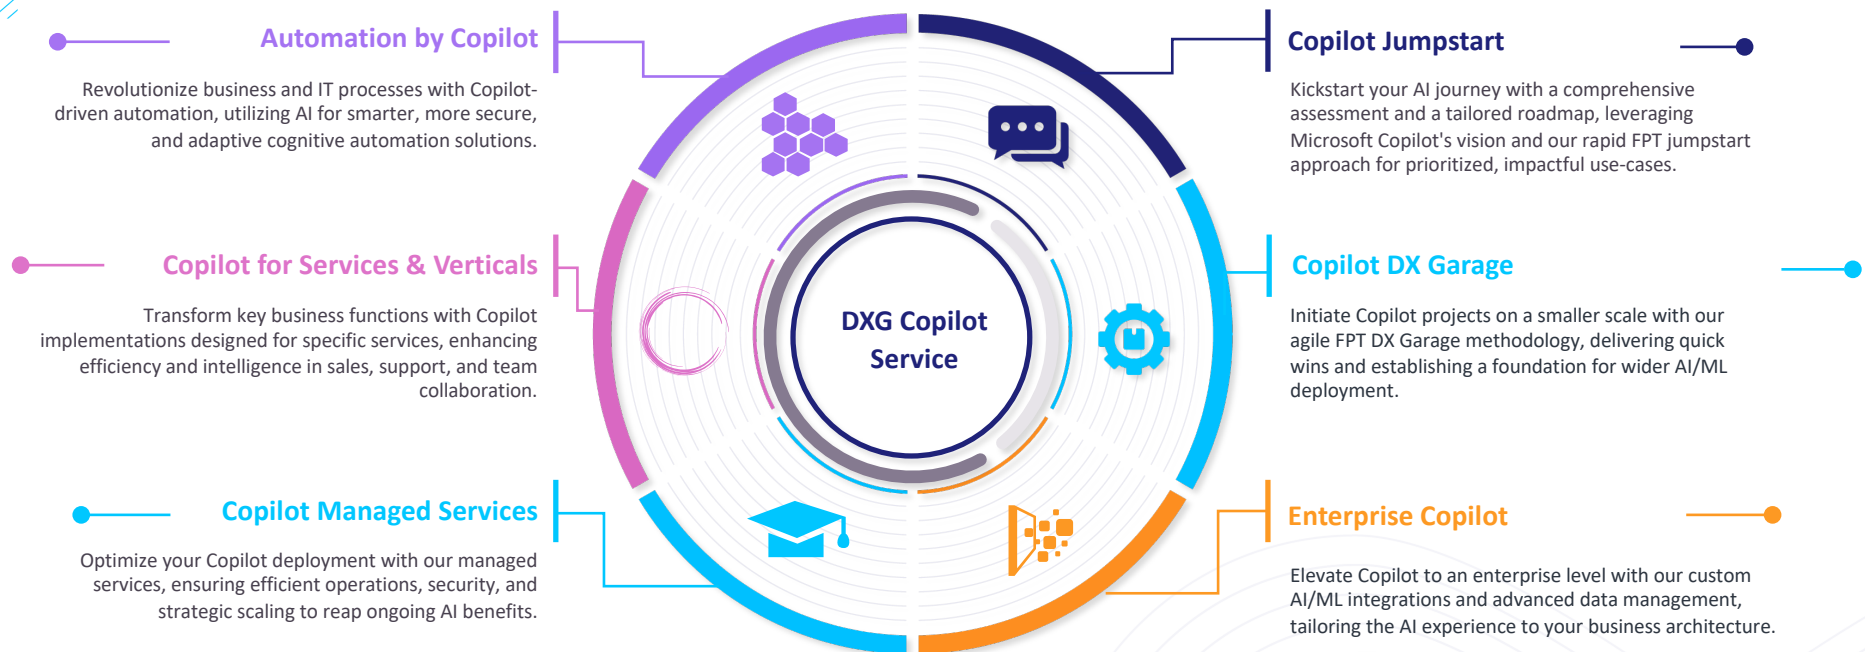 Automation by Copilot
Revolutionize business and IT processes with Copilot-
driven automation, utilizing AI for smarter, more secure,
and adaptive cognitive automation solutions.
Copilot for Services & Verticals
Transform key business functions with Copilot
implementations designed for specific services, enhancing
efficiency and intelligence in sales, support, and team
collaboration.
Copilot Managed Services
Optimize your Copilot deployment with our managed
services, ensuring efficient operations, security, and
strategic scaling to reap ongoing AI benefits.
DXG Copilot
Service
Copilot Jumpstart
Kickstart your AI journey with a comprehensive
assessment and a tailored roadmap, leveraging
Microsoft Copilot's vision and our rapid FPT jumpstart
approach for prioritized, impactful use-cases.
Copilot DX Garage
Initiate Copilot projects on a smaller scale with our
agile FPT DX Garage methodology, delivering quick
wins and establishing a foundation for wider AI/ML
deployment.
Enterprise Copilot
Elevate Copilot to an enterprise level with our custom
AI/ML integrations and advanced data management,
tailoring the AI experience to your business architecture.